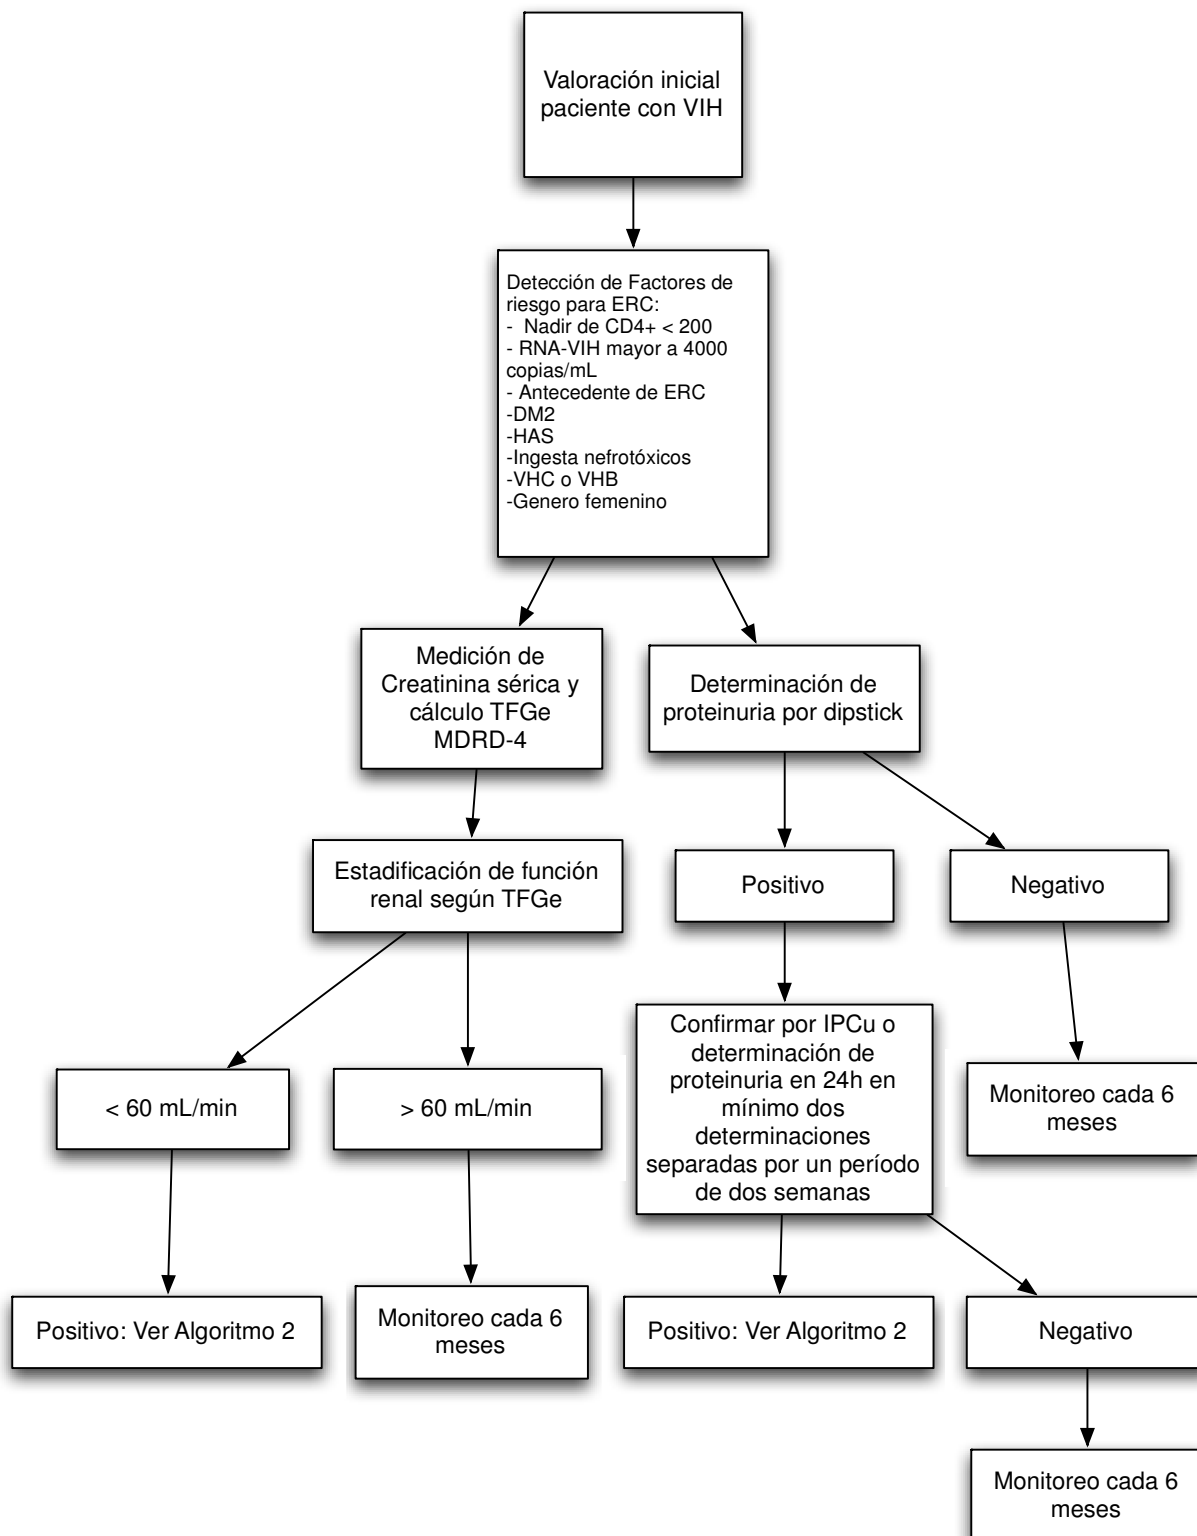 Valoración inicial
paciente con VIH
Detección de Factores de
riesgo para ERC:
- Nadir de CD4+ < 200
- RNA-VIH mayor a 4000
copias/mL
- Antecedente de ERC
-DM2
-HAS
-Ingesta nefrotóxicos
-VHC o VHB
-Genero femenino
Medición de
Creatinina sérica y
cálculo TFGe
MDRD-4
Determinación de
proteinuria por dipstick
Estadificación de función
renal según TFGe
Positivo
Negativo
< 60 mL/min
> 60 mL/min
Confirmar por IPCu o
determinación de
proteinuria en 24h en
mínimo dos
determinaciones
separadas por un período
de dos semanas
Monitoreo cada 6
meses
Positivo: Ver Algoritmo 2
Monitoreo cada 6
meses
Positivo: Ver Algoritmo 2
Negativo
Monitoreo cada 6
meses